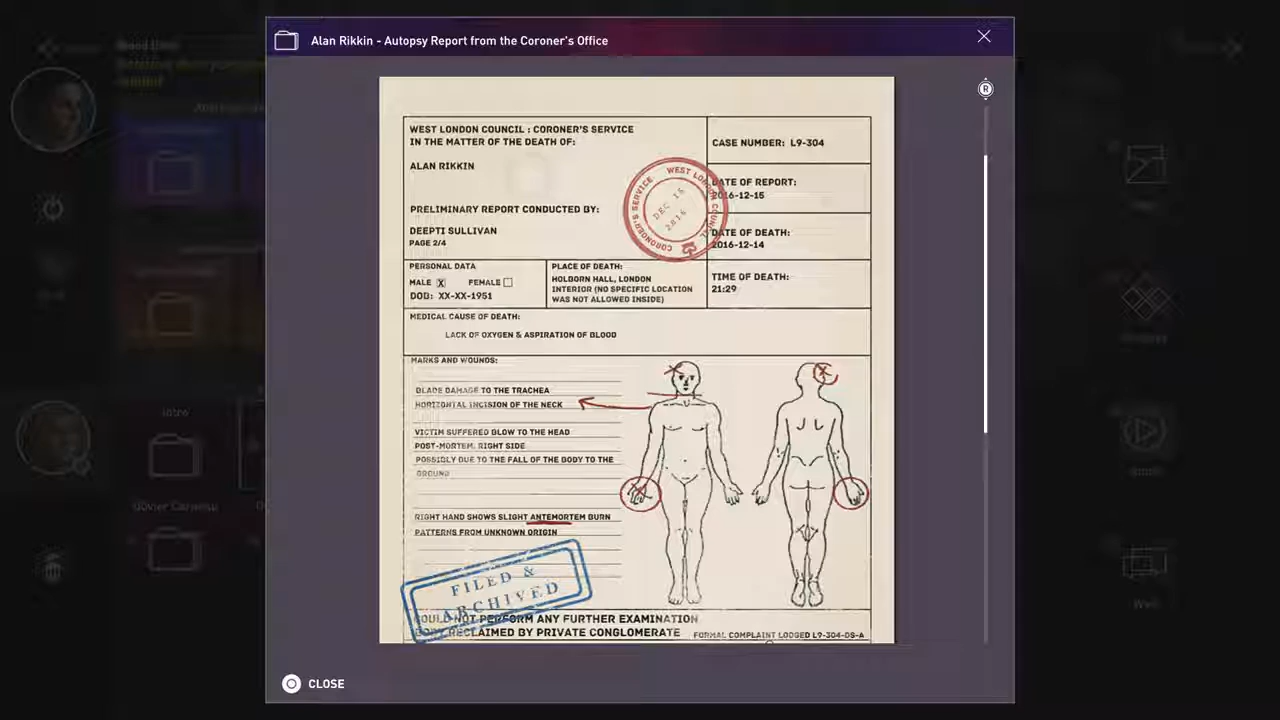 Alan Rikkin - Autopsy Report from the Coroner's Office
WEST LONDON COUNCIL : CORONER'S SERVICE
IN THE MATTER OF THE DEATH OF:
ALAN RIKKIN
PRELIMINARY REPORT CONDUCTED BY:
DEEPTI SULLIVAN
PAGE 2/4
CASE NUMBER: L9-304
DATE OF REPORT:
2016-12-15
DATE OF DEATH:
2016-12-14
WEST LONDON COUNCIL
CORONER'S SERVICE
DEC 15
2016
PERSONAL DATA
MALE X FEMALE
DOB: XX-XX-1951
PLACE OF DEATH:
HOLBORN HALL, LONDON
INTERIOR (NO SPECIFIC LOCATION
WAS NOT ALLOWED INSIDE)
TIME OF DEATH:
21:29
MEDICAL CAUSE OF DEATH:
LACK OF OXYGEN & ASPIRATION OF BLOOD
MARKS AND WOUNDS:
BLADE DAMAGE TO THE TRACHEA
HORIZONTAL INCISION OF THE NECK
VICTIM SUFFERED BLOW TO THE HEAD
POST-MORTEM. RIGHT SIDE
POSSIBLY DUE TO THE FALL OF THE BODY TO THE
GROUND
RIGHT HAND SHOWS SLIGHT ANTEMORTEM BURN
PATTERNS FROM UNKNOWN ORIGIN
FILED &
ARCHIVED
COULD NOT PERFORM ANY FURTHER EXAMINATION
BODY RECLAIMED BY PRIVATE CONGLOMERATE
FORMAL COMPLAINT LODGED L9-304-DS-A
R
CLOSE
Intro
Olivier Garneau